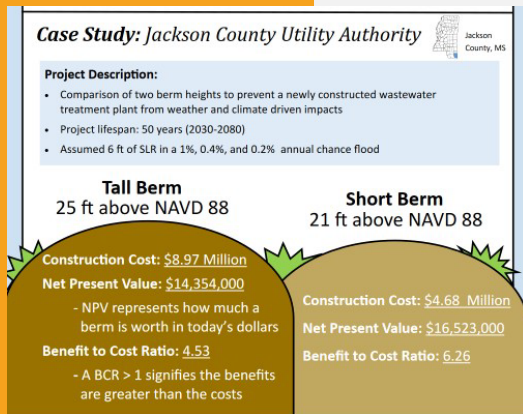 Case Study: Jackson County Utility Authority
Jackson
County, MS
Project Description:
• Comparison of two berm heights to prevent a newly constructed wastewater
treatment plant from weather and climate driven impacts
• Project lifespan: 50 years (2030-2080)
• Assumed 6 ft of SLR in a 1%, 0.4%, and 0.2% annual chance flood
Tall Berm
25 ft above NAVD 88
Construction Cost: $8.97 Million
Net Present Value: $14,354,000
- NPV represents how much a
berm is worth in today's dollars
Benefit to Cost Ratio: 4.53
- A BCR > 1 signifies the benefits
are greater than the costs
Short Berm
21 ft above NAVD 88
Construction Cost: $4.68 Million
Net Present Value: $16,523,000
Benefit to Cost Ratio: 6.26